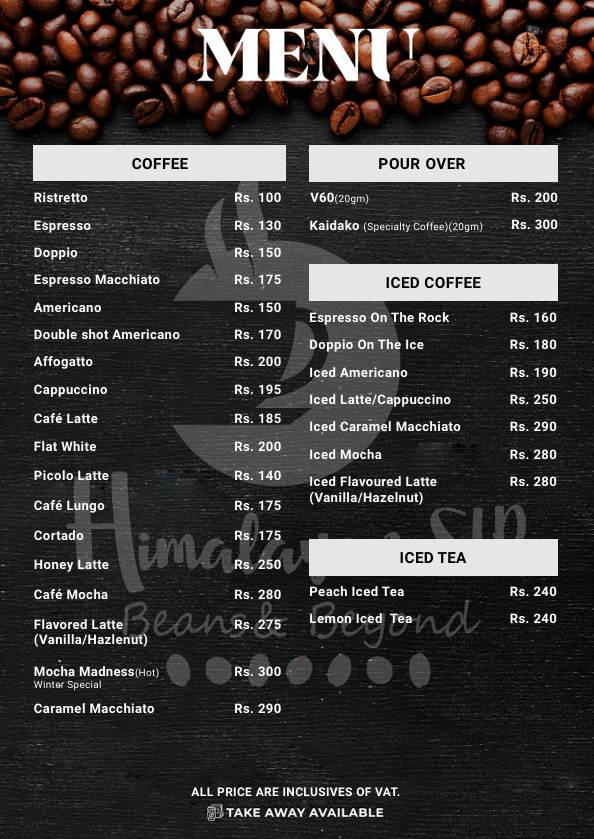 MENU
COFFEE
Ristretto Rs. 100
Espresso Rs. 130
Doppio Rs. 150
Espresso Macchiato Rs. 175
Americano Rs. 150
Double shot Americano Rs. 170
Affogatto Rs. 200
Cappuccino Rs. 195
Café Latte Rs. 185
Flat White Rs. 200
Picolo Latte Rs. 140
Café Lungo Rs. 175
Cortado Rs. 175
Honey Latte Rs. 250
Café Mocha Rs. 280
Flavored Latte Rs. 275
(Vanilla/Hazlenut)
Mocha Madness(Hot) Rs. 300
Winter Special
Caramel Macchiato Rs. 290
POUR OVER
V60(20gm) Rs. 200
Kaidako (Specialty Coffee)(20gm) Rs. 300
ICED COFFEE
Espresso On The Rock Rs. 160
Doppio On The Ice Rs. 180
Iced Americano Rs. 190
Iced Latte/Cappuccino Rs. 250
Iced Caramel Macchiato Rs. 290
Iced Mocha Rs. 280
Iced Flavoured Latte Rs. 280
(Vanilla/Hazelnut)
ICED TEA
Peach Iced Tea Rs. 240
Lemon Iced Tea Rs. 240
Himalayan SIP
Beans & Beyond
ALL PRICE ARE INCLUSIVES OF VAT.
TAKE AWAY AVAILABLE